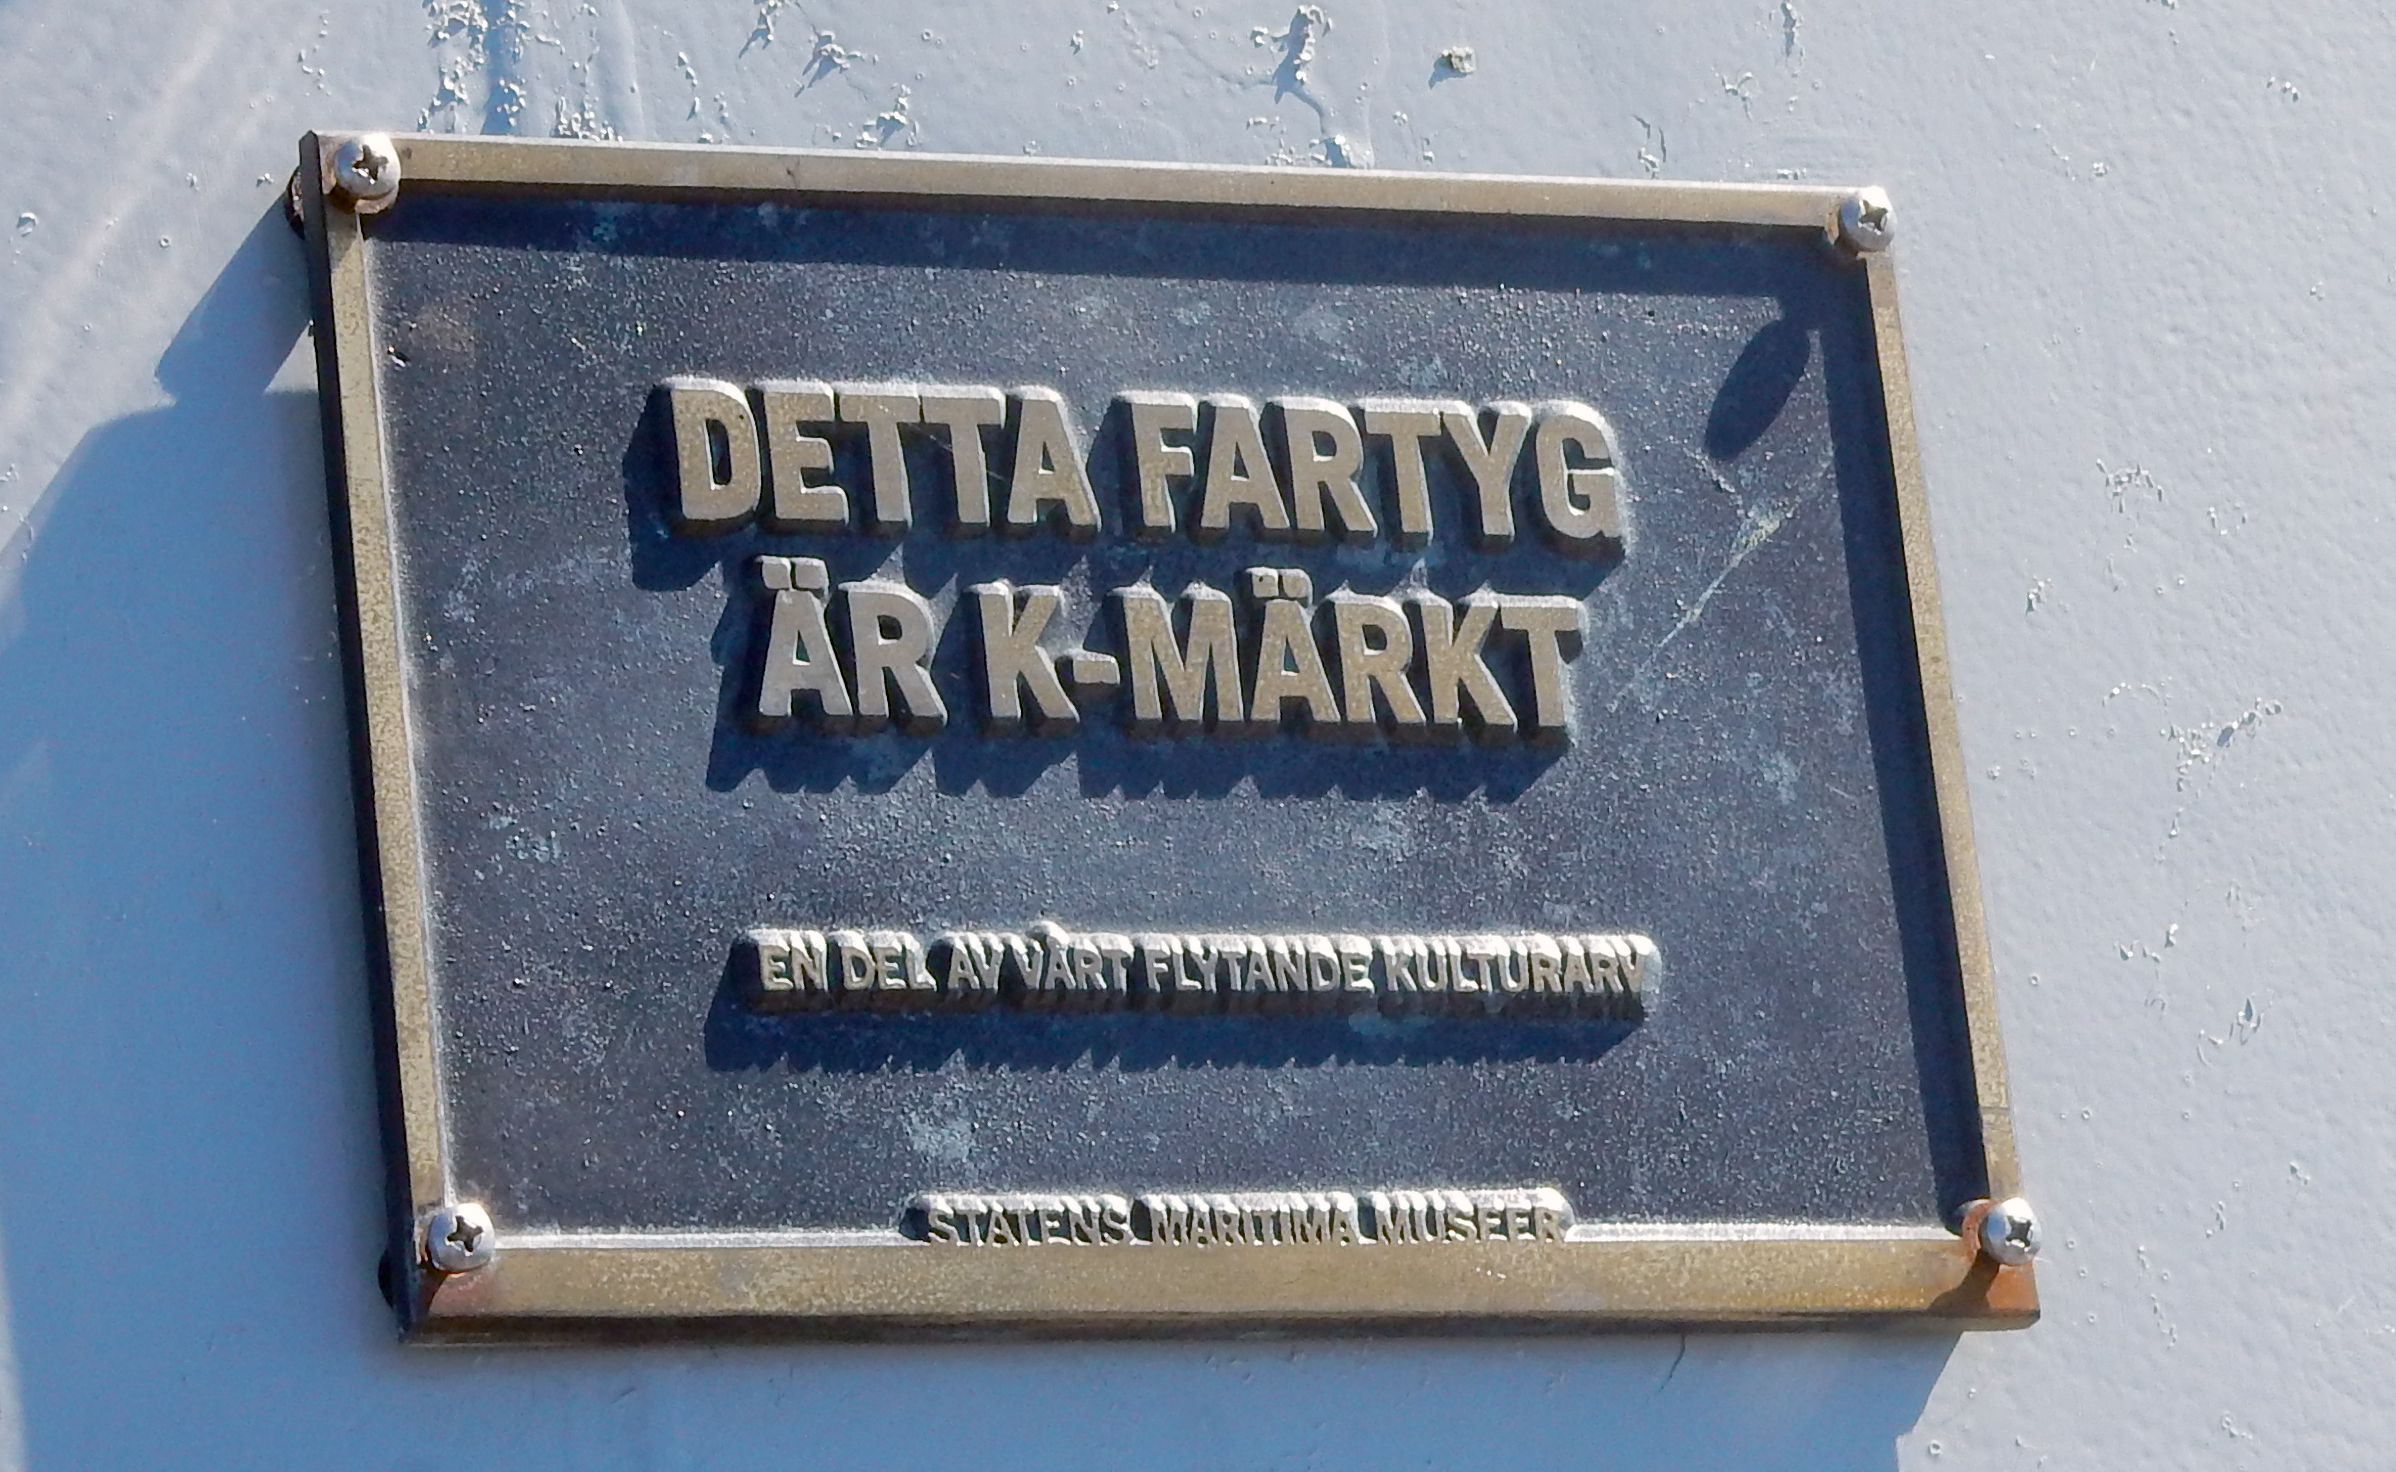 DETTA FARTYG
ÄR K-MÄRKT
EN DEL AV VÅRT FLYTANDE KULTURARV
STATENS MARITIMA MUSEER